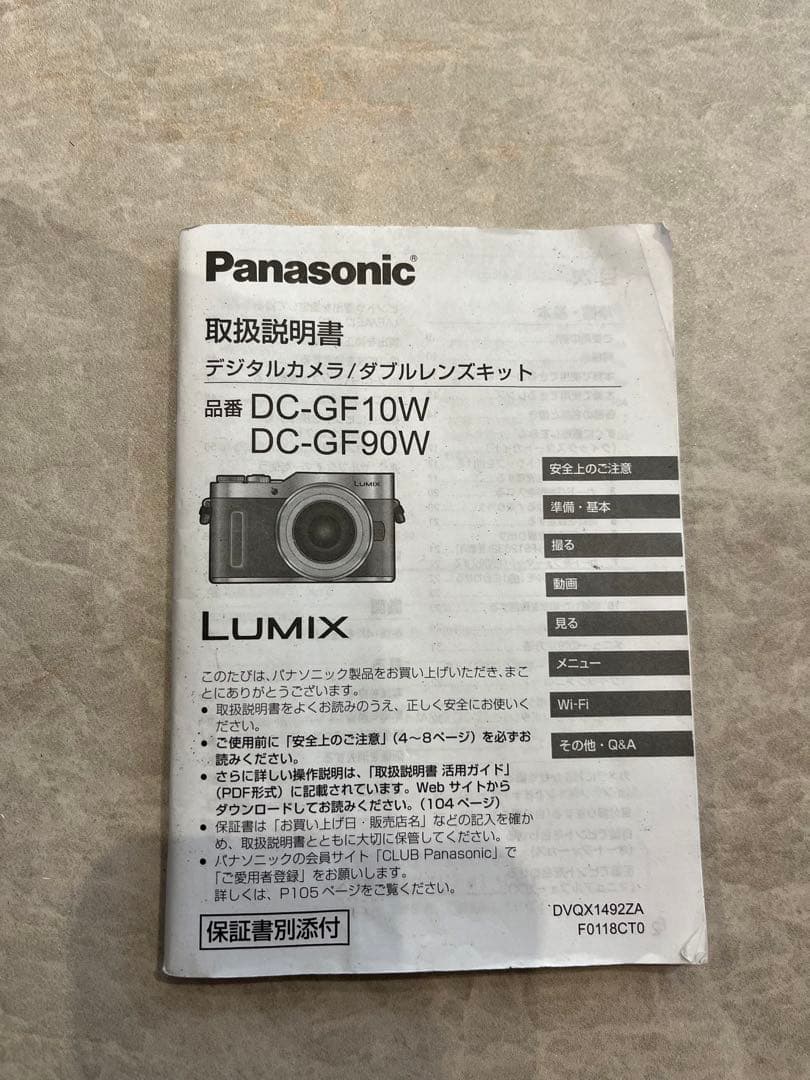 Panasonic®
取扱説明書
デジタルカメラ/ダブルレンズキット
品番 DC-GF10W
DC-GF90W
LUMIX
安全上のご注意
準備・基本
撮る
動画
見る
メニュー
Wi-Fi
その他・Q&A
LUMIX
このたびは、パナソニック製品をお買い上げいただき、まこ
とにありがとうございます。
● 取扱説明書をよくお読みのうえ、正しく安全にお使いく
ださい。
● ご使用前に「安全上のご注意」(4〜8ページ)を必ずお
読みください。
● さらに詳しい操作説明は、「取扱説明書 活用ガイド」
(PDF形式)に記載されています。Web サイトから
ダウンロードしてお読みください。(104ページ)
● 保証書は「お買い上げ日・販売店名」などの記入を確か
め、取扱説明書とともに大切に保管してください。
● パナソニックの会員サイト「CLUB Panasonic」で
「ご愛用者登録」をお願いします。
詳しくは、P105ページをご覧ください。
保証書別添付
DVQX1492ZA
F0118CT0